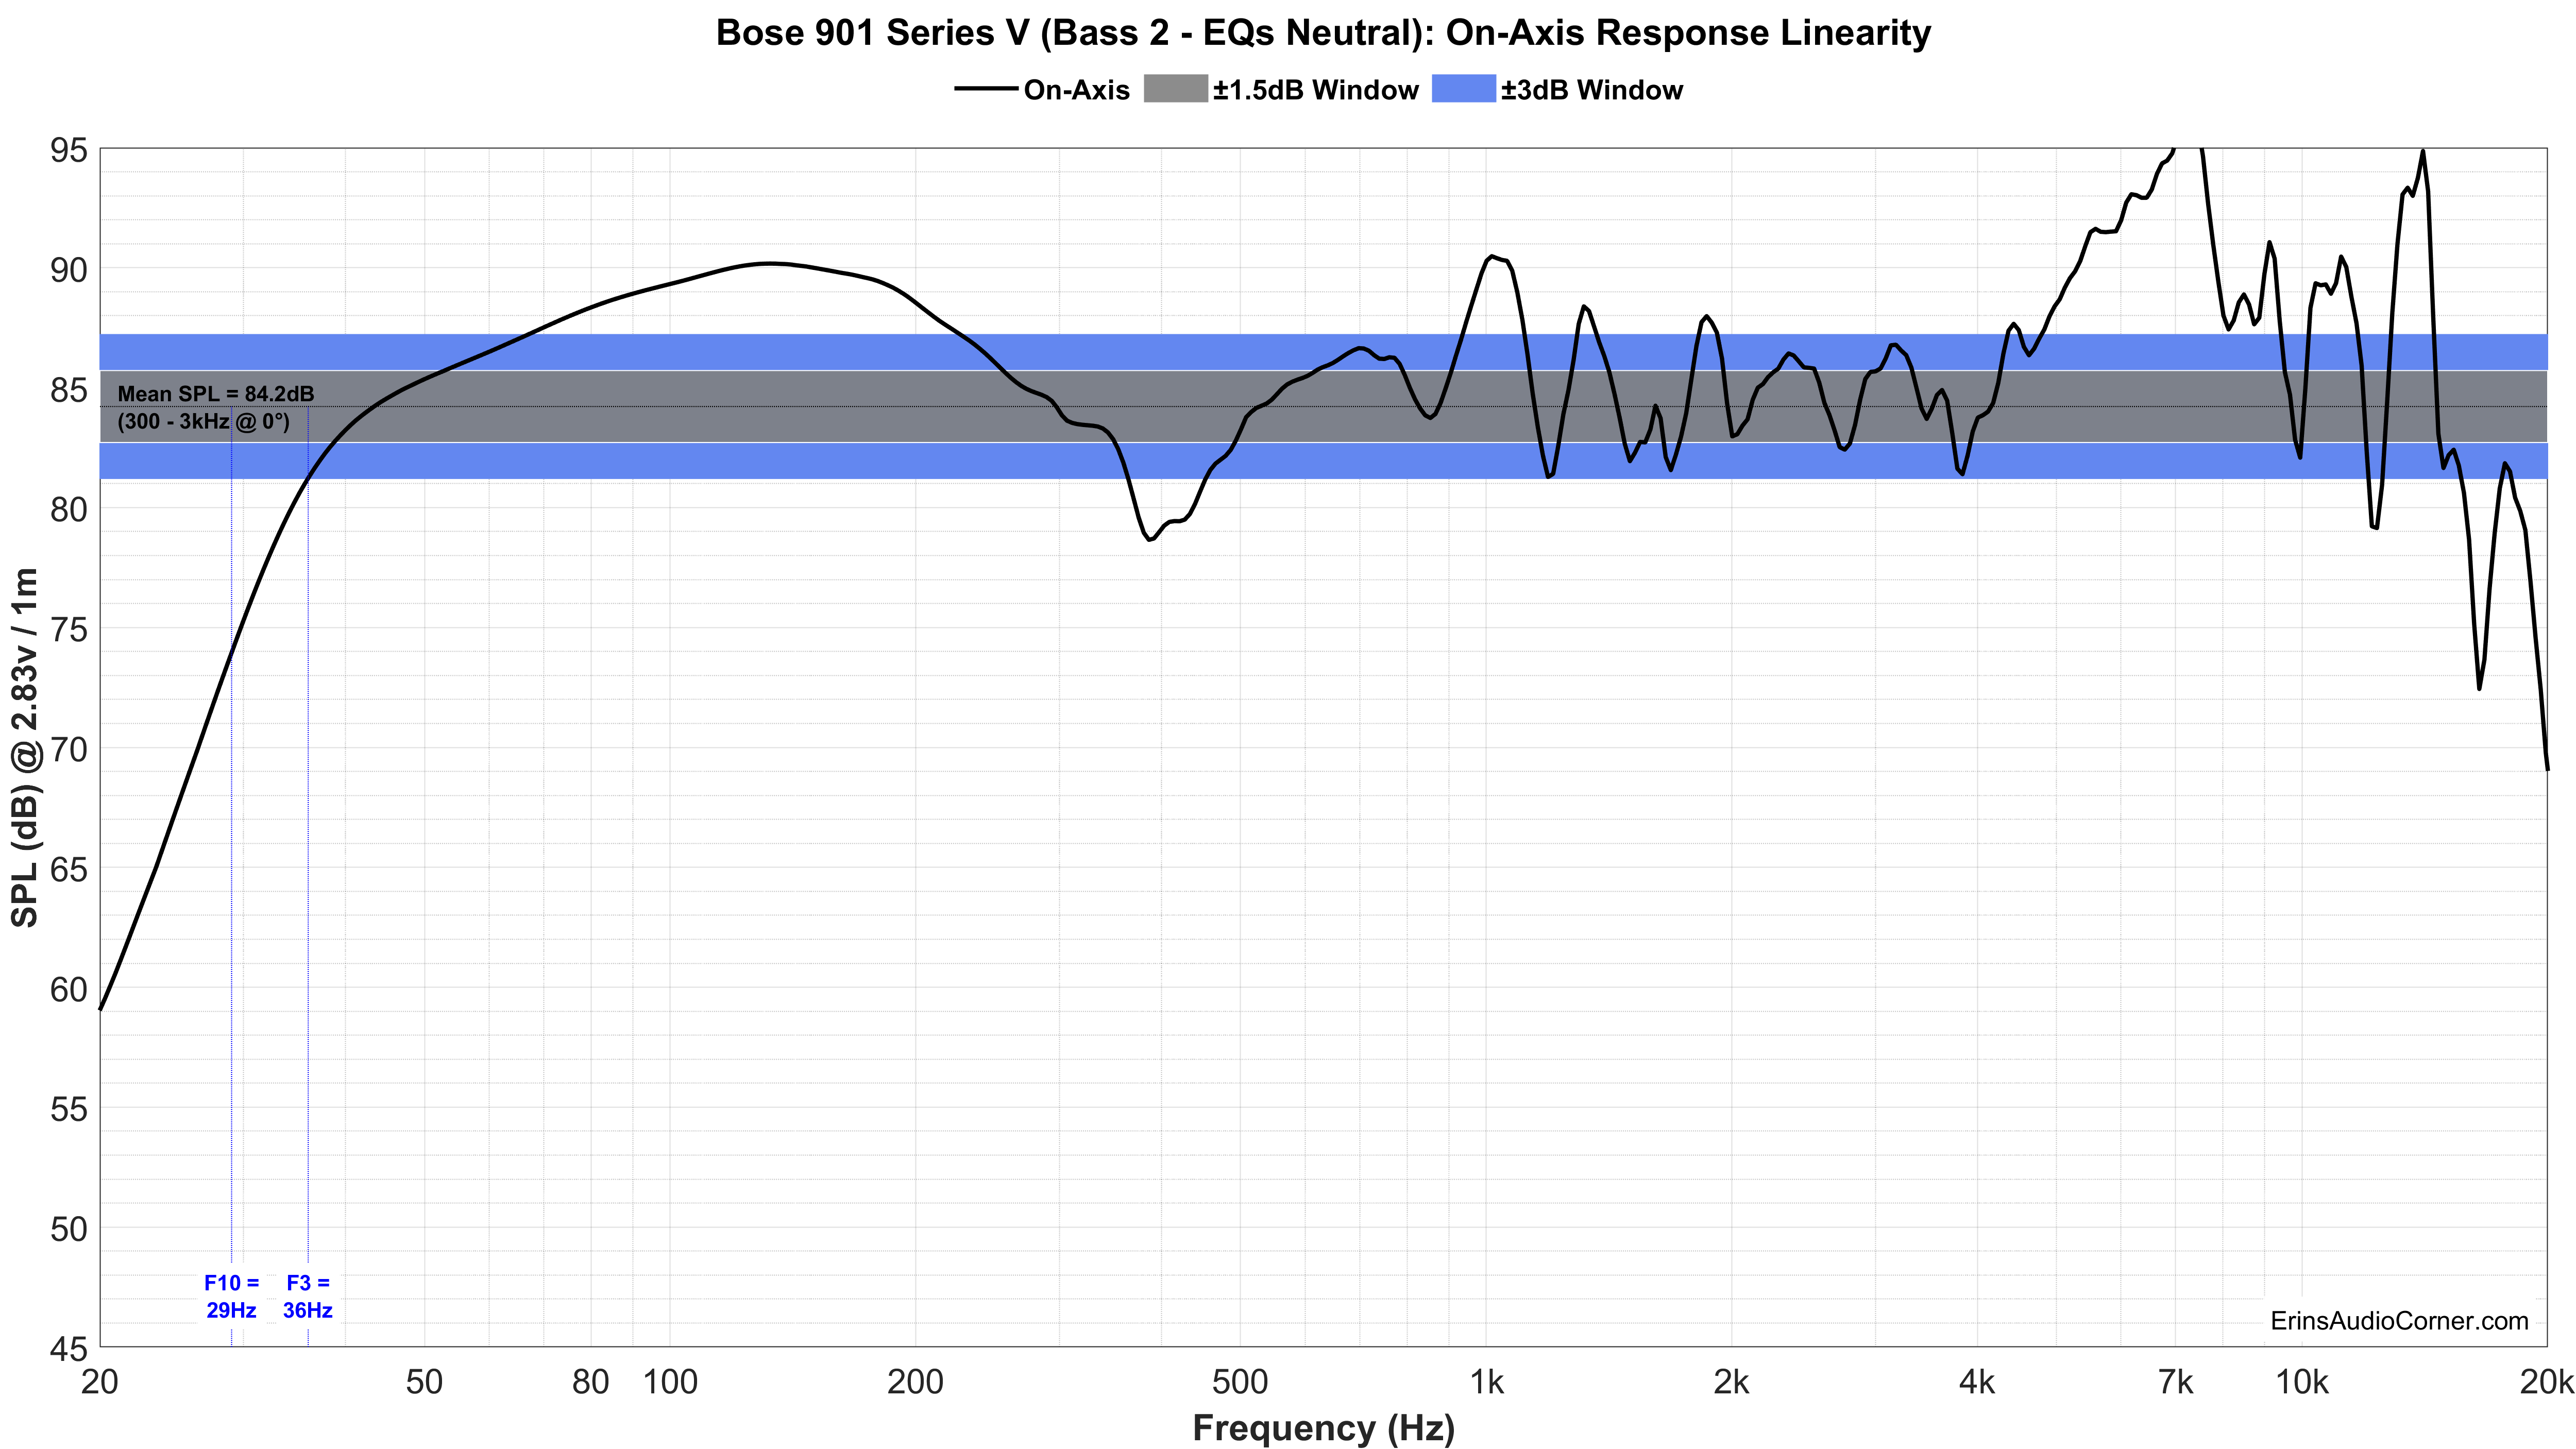 Bose 901 Series V (Bass 2 - EQs Neutral): On-Axis Response Linearity
On-Axis ±1.5dB Window ±3dB Window
SPL (dB) @ 2.83v / 1m
95
90
85
80
75
70
65
60
55
50
45
Mean SPL = 84.2dB
(300 - 3kHz @ 0°)
F10 =
29Hz
F3 =
36Hz
ErinsAudioCorner.com
20 50 80 100 200 500 1k 2k 4k 7k 10k 20k
Frequency (Hz)